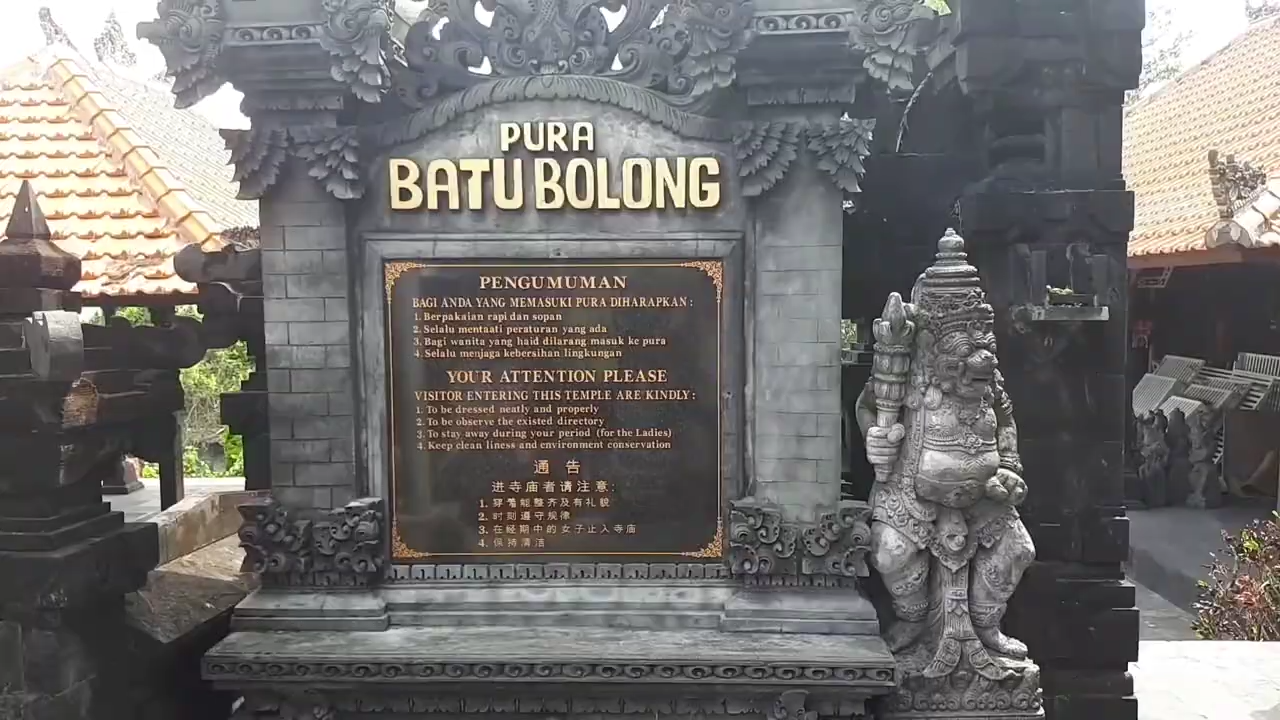 PURA
BATU BOLONG
PENGUMUMAN
BAGI ANDA YANG MEMASUKI PURA DIHARAPKAN :
1. Berpakaian rapi dan sopan
2. Selalu mentaati peraturan yang ada
3. Bagi wanita yang haid dilarang masuk ke pura
4. Selalu menjaga kebersihan lingkungan
YOUR ATTENTION PLEASE
VISITOR ENTERING THIS TEMPLE ARE KINDLY :
1. To be dressed neatly and properly
2. To be observe the existed directory
3. To stay away during your period (for the Ladies)
4. Keep clean liness and environment conservation
通 告
进寺庙者请注意:
1. 穿着能整齐及有礼貌
2. 时刻遵守规律
3. 在经期中的女子止入寺庙
4. 保持清洁